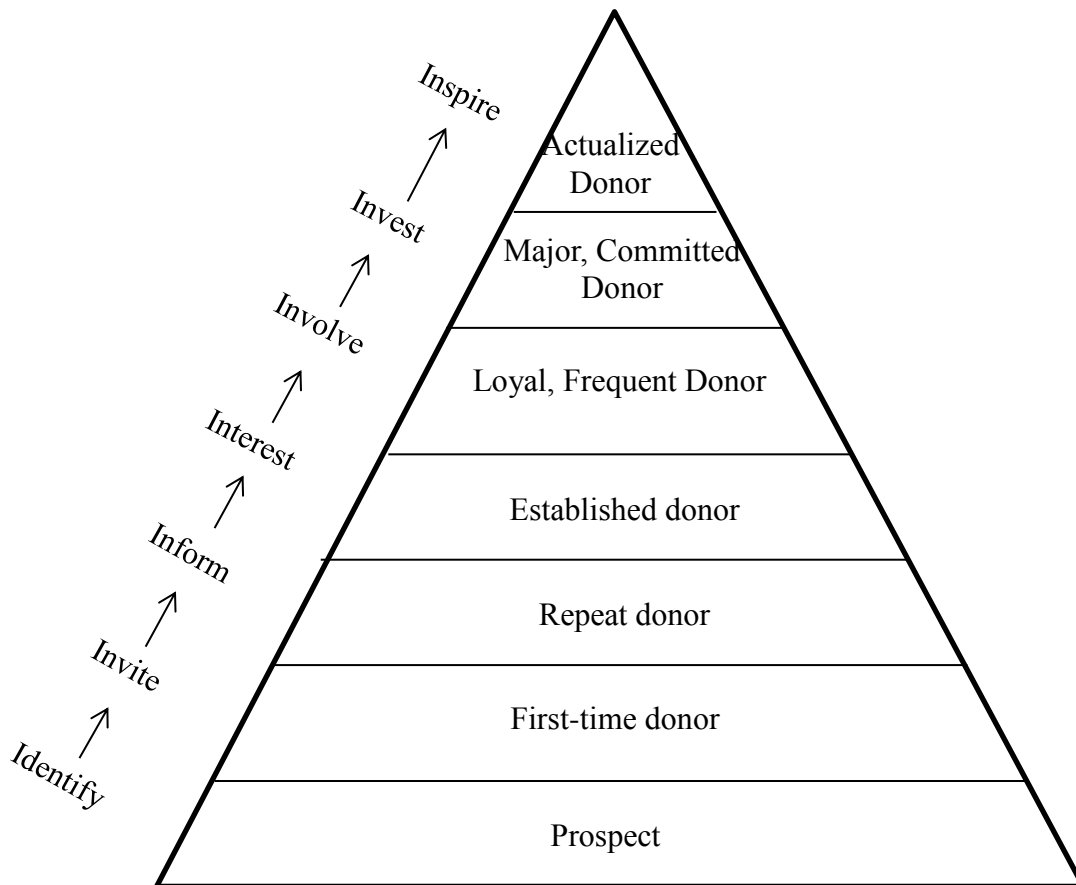 Inspire
Invest
Involve
Interest
Inform
Invite
Identify
Actualized
Donor
Major, Committed
Donor
Loyal, Frequent Donor
Established donor
Repeat donor
First-time donor
Prospect